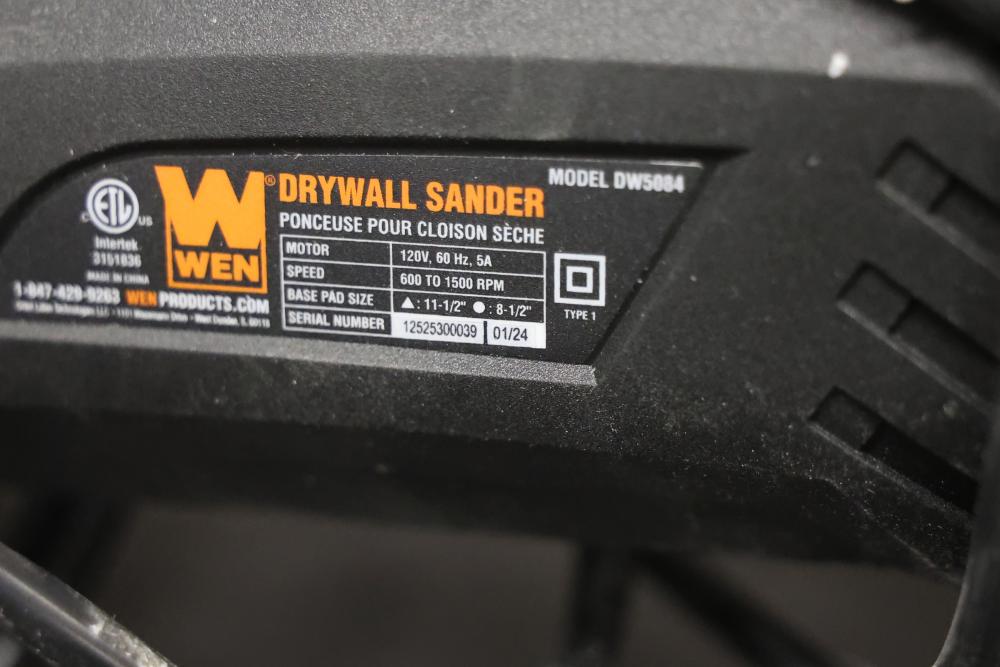 MODEL DW5084
WEN® DRYWALL SANDER
PONCEUSE POUR CLOISON SÈCHE
MOTOR 120V, 60 Hz, 5A
SPEED 600 TO 1500 RPM
BASE PAD SIZE ▲: 11-1/2" ●: 8-1/2"
SERIAL NUMBER 12525300039 01/24
TYPE 1
C ETL US
Intertek
3151836
MADE IN CHINA
1-847-429-9263 WENPRODUCTS.COM